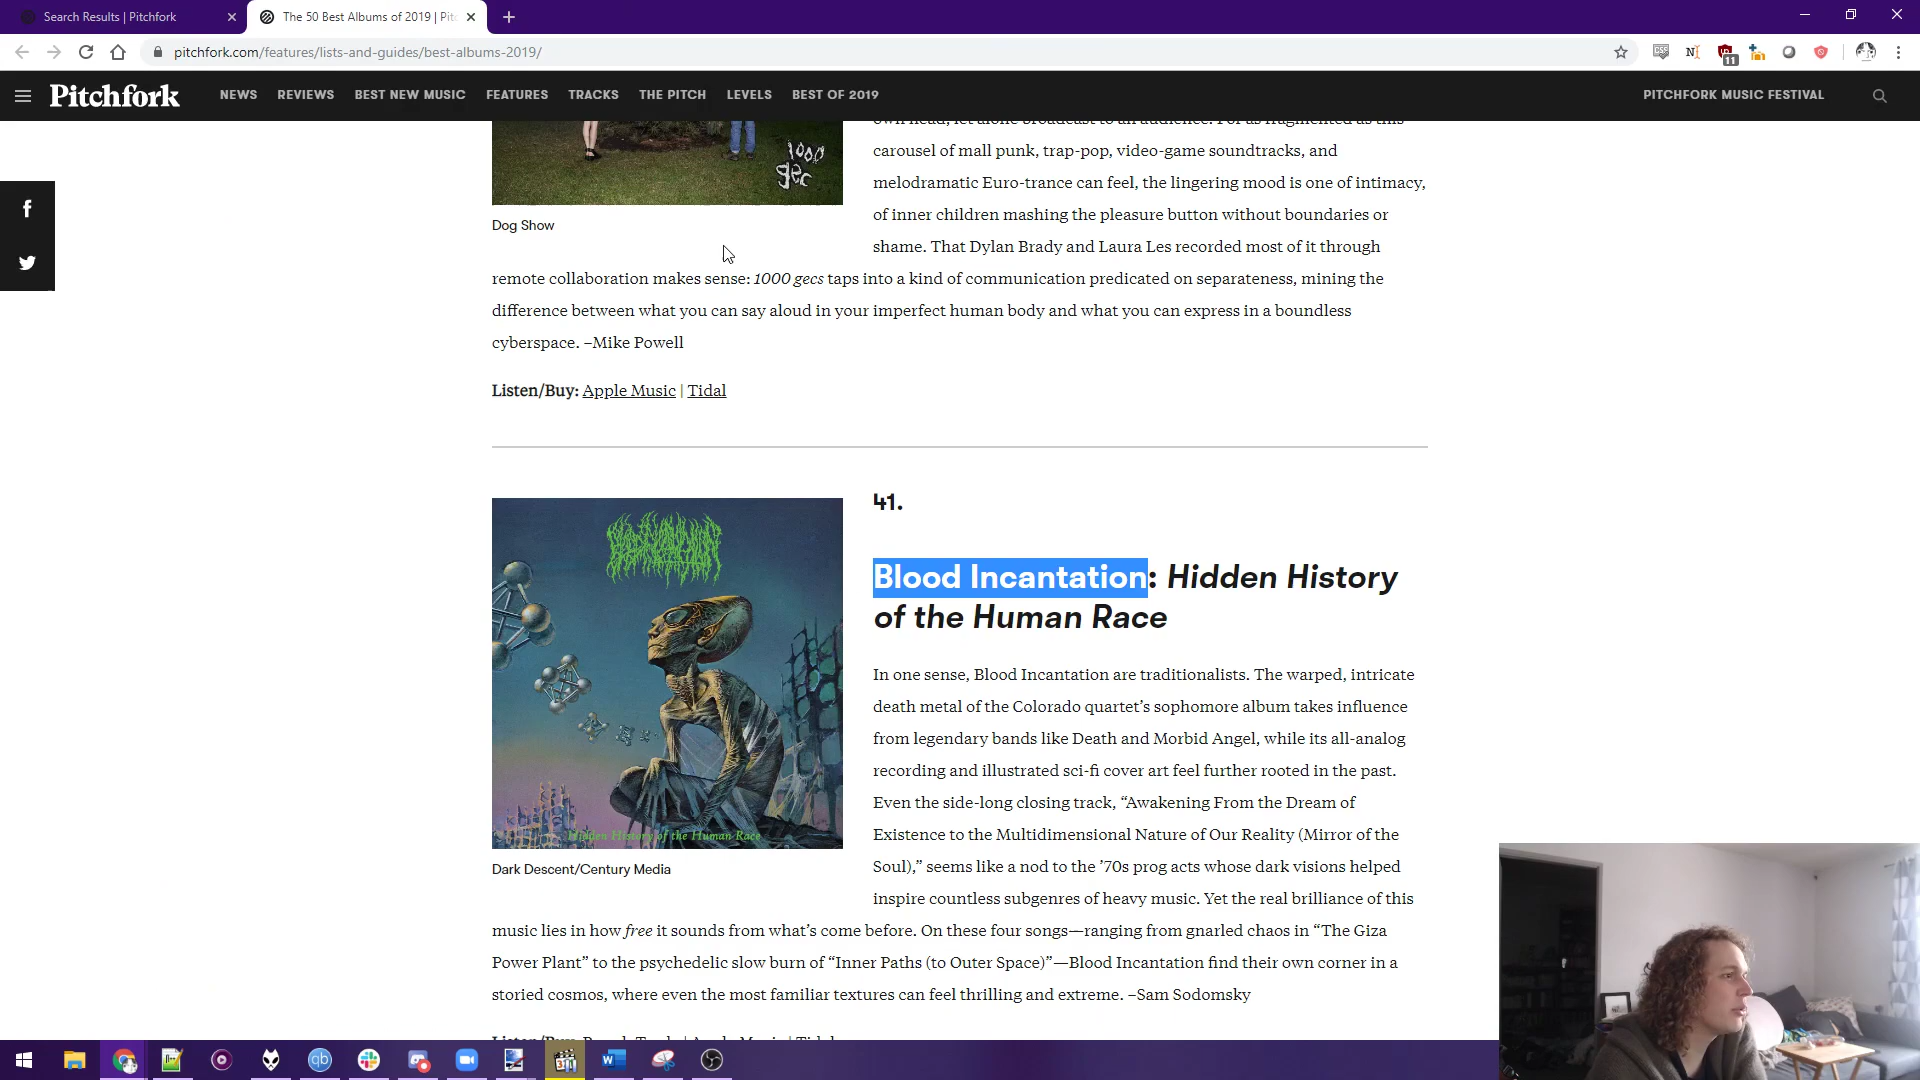 Search Results | Pitchfork
The 50 Best Albums of 2019 | Pitc
pitchfork.com/features/lists-and-guides/best-albums-2019/
11
Pitchfork
NEWS
REVIEWS
BEST NEW MUSIC
FEATURES
TRACKS
THE PITCH
LEVELS
BEST OF 2019
PITCHFORK MUSIC FESTIVAL
own head, let alone broadcast to an audience. For as fragmented as this
carousel of mall punk, trap-pop, video-game soundtracks, and
melodramatic Euro-trance can feel, the lingering mood is one of intimacy,
of inner children mashing the pleasure button without boundaries or
shame. That Dylan Brady and Laura Les recorded most of it through
remote collaboration makes sense: 1000 gecs taps into a kind of communication predicated on separateness, mining the
difference between what you can say aloud in your imperfect human body and what you can express in a boundless
cyberspace. –Mike Powell
1000
gec
Dog Show
Listen/Buy: Apple Music | Tidal
41.
Blood Incantation: Hidden History
of the Human Race
Hidden History of the Human Race
Dark Descent/Century Media
In one sense, Blood Incantation are traditionalists. The warped, intricate
death metal of the Colorado quartet’s sophomore album takes influence
from legendary bands like Death and Morbid Angel, while its all-analog
recording and illustrated sci-fi cover art feel further rooted in the past.
Even the side-long closing track, “Awakening From the Dream of
Existence to the Multidimensional Nature of Our Reality (Mirror of the
Soul),” seems like a nod to the ’70s prog acts whose dark visions helped
inspire countless subgenres of heavy music. Yet the real brilliance of this
music lies in how free it sounds from what’s come before. On these four songs—ranging from gnarled chaos in “The Giza
Power Plant” to the psychedelic slow burn of “Inner Paths (to Outer Space)”—Blood Incantation find their own corner in a
storied cosmos, where even the most familiar textures can feel thrilling and extreme. –Sam Sodomsky
Listen/Buy: Rough Trade | Apple Music | Tidal